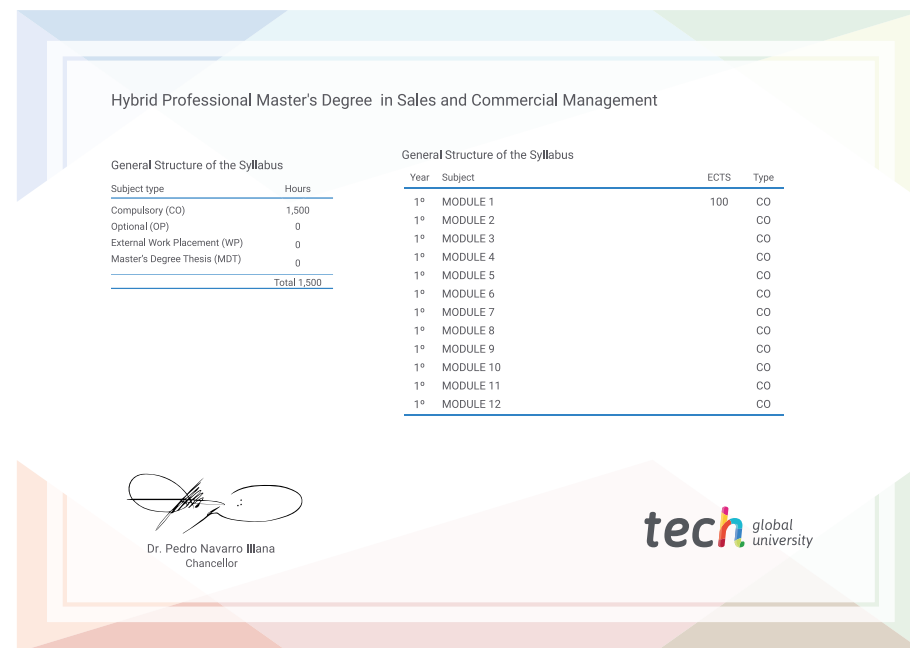 Hybrid Professional Master's Degree in Sales and Commercial Management
General Structure of the Syllabus
Subject type Hours
Compulsory (CO) 1,500
Optional (OP) 0
External Work Placement (WP) 0
Master's Degree Thesis (MDT) 0
Total 1,500
General Structure of the Syllabus
Year Subject ECTS Type
1º MODULE 1 100 CO
1º MODULE 2 CO
1º MODULE 3 CO
1º MODULE 4 CO
1º MODULE 5 CO
1º MODULE 6 CO
1º MODULE 7 CO
1º MODULE 8 CO
1º MODULE 9 CO
1º MODULE 10 CO
1º MODULE 11 CO
1º MODULE 12 CO
Dr. Pedro Navarro Illana
Chancellor
tech global
university